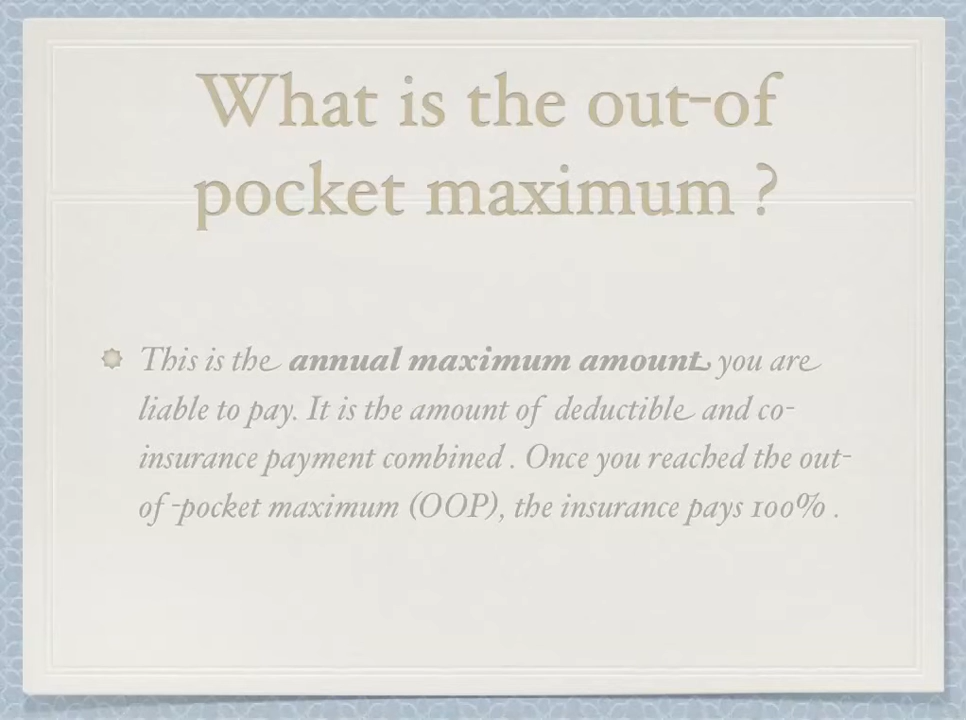 What is the out-of
pocket maximum ?
This is the annual maximum amount you are
liable to pay. It is the amount of deductible and co-
insurance payment combined . Once you reached the out-
of -pocket maximum (OOP), the insurance pays 100% .